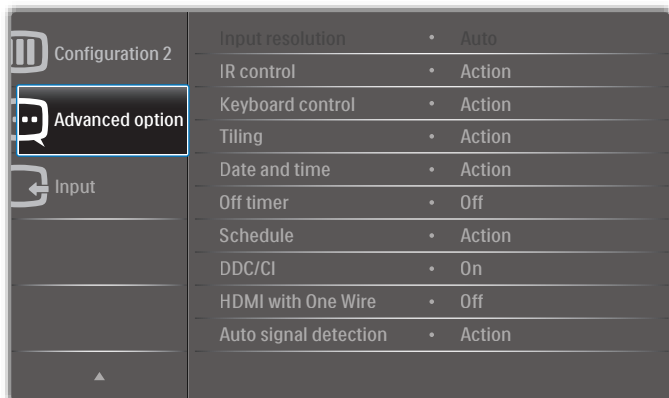 Configuration 2
Advanced option
Input
Input resolution • Auto
IR control • Action
Keyboard control • Action
Tiling • Action
Date and time • Action
Off timer • Off
Schedule • Action
DDC/CI • On
HDMI with One Wire • Off
Auto signal detection • Action